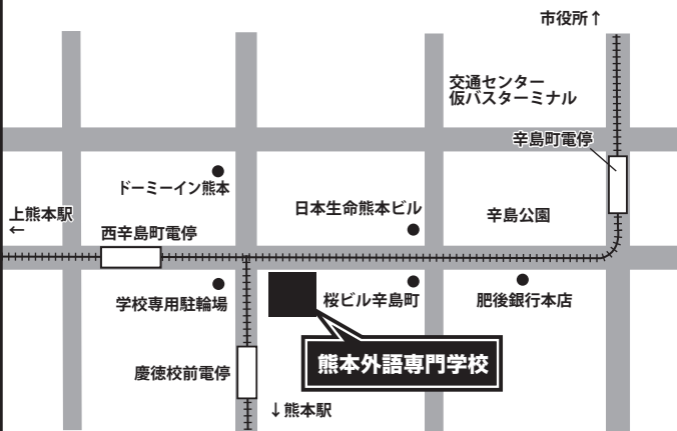 市役所↑
交通センター
仮バスターミナル
辛島町電停
ドーミーイン熊本
日本生命熊本ビル
辛島公園
上熊本駅
←
西辛島町電停
学校専用駐輪場
桜ビル辛島町
肥後銀行本店
熊本外語専門学校
慶徳校前電停
↓熊本駅